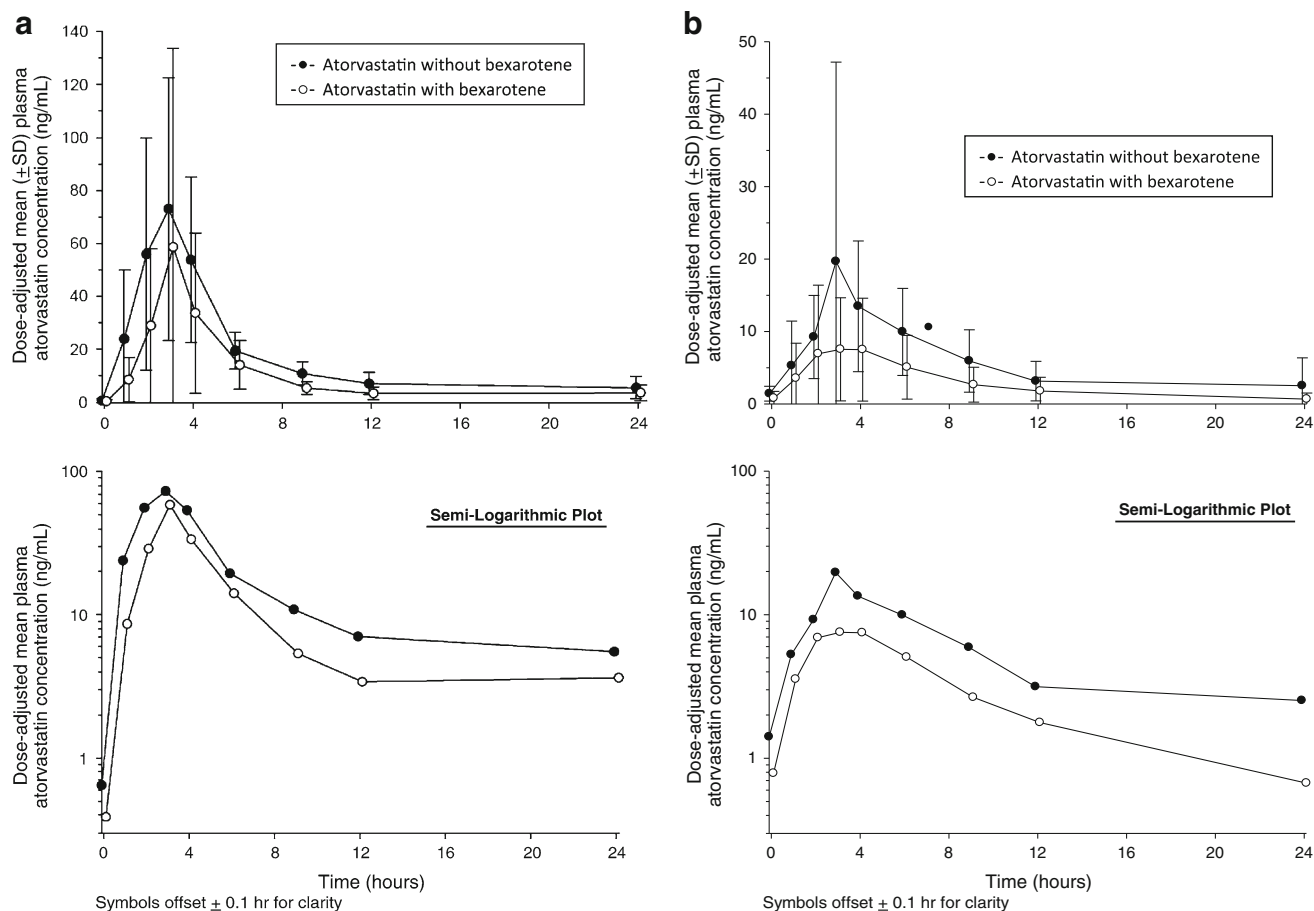 a
Dose-adjusted mean (±SD) plasma
atorvastatin concentration (ng/mL)
140
120
100
80
60
40
20
0
Atorvastatin without bexarotene
Atorvastatin with bexarotene
0 4 8 12 16 20 24
b
Dose-adjusted mean (±SD) plasma
atorvastatin concentration (ng/mL)
50
40
30
20
10
0
Atorvastatin without bexarotene
Atorvastatin with bexarotene
0 4 8 12 16 20 24
Dose-adjusted mean plasma
atorvastatin concentration (ng/mL)
100
10
1
Semi-Logarithmic Plot
0 4 8 12 16 20 24
Time (hours)
Symbols offset ± 0.1 hr for clarity
Dose-adjusted mean plasma
atorvastatin concentration (ng/mL)
100
10
1
Semi-Logarithmic Plot
0 4 8 12 16 20 24
Time (hours)
Symbols offset ± 0.1 hr for clarity